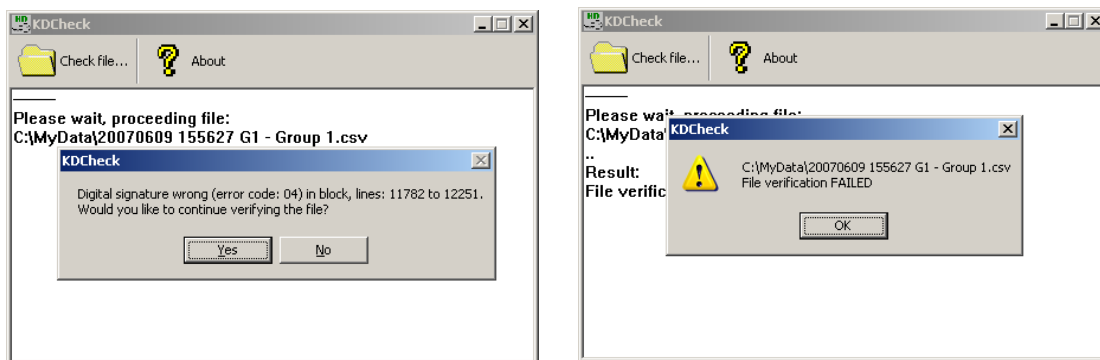 KDCheck
Check file...
About
Please wait, proceeding file:
C:\MyData\20070609 155627 G1 - Group 1.csv
KDCheck
Digital signature wrong (error code: 04) in block, lines: 11782 to 12251.
Would you like to continue verifying the file?
Yes
No
KDCheck
Check file...
About
Please wait, proceeding file:
C:\MyData'
..
Result:
File verific
KDCheck
C:\MyData\20070609 155627 G1 - Group 1.csv
File verification FAILED
OK